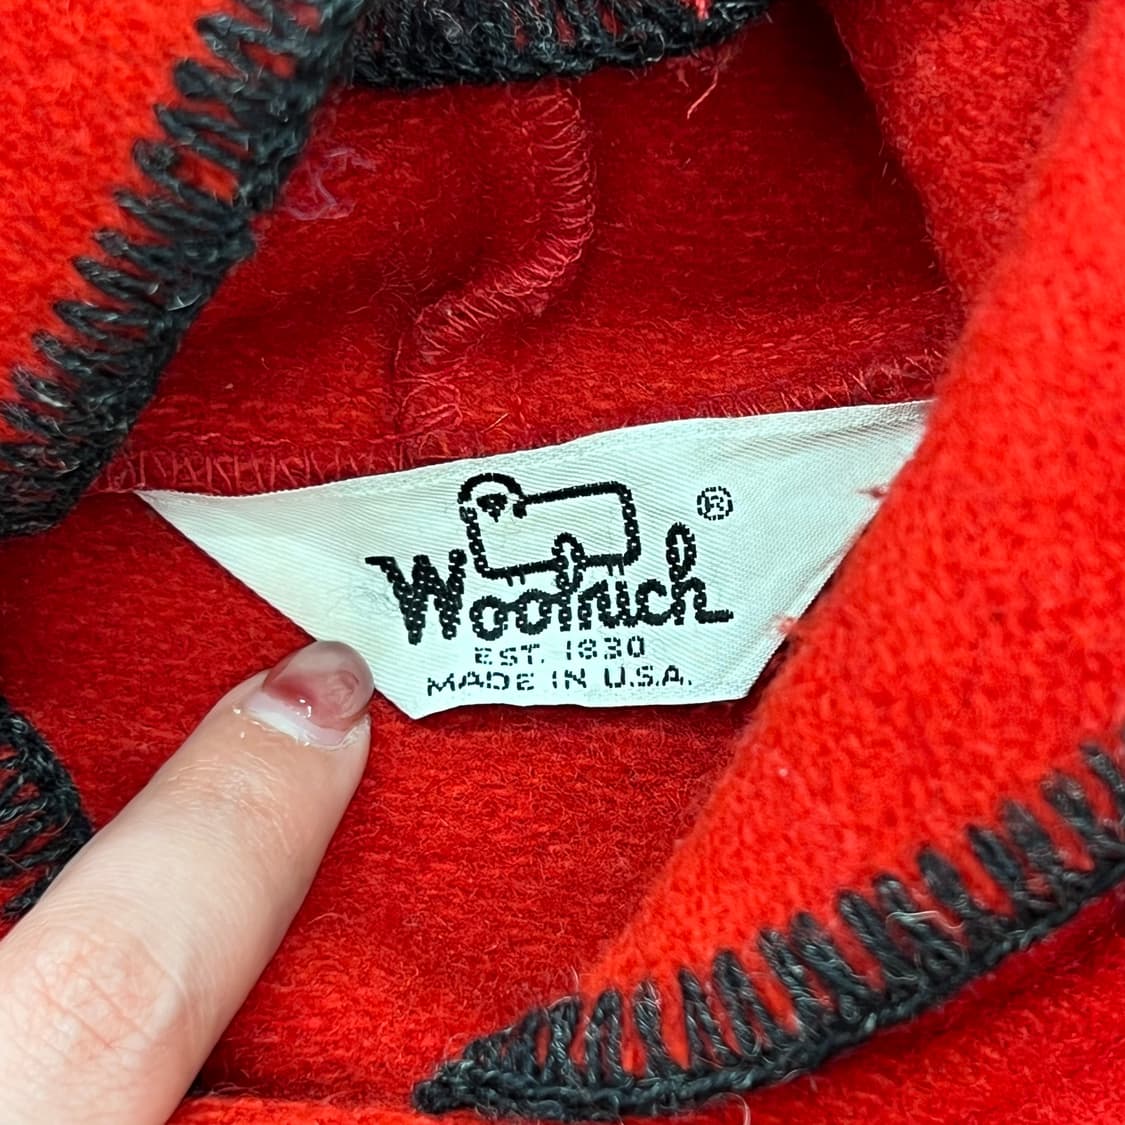 ®
Woolrich
EST. 1830
MADE IN U.S.A.